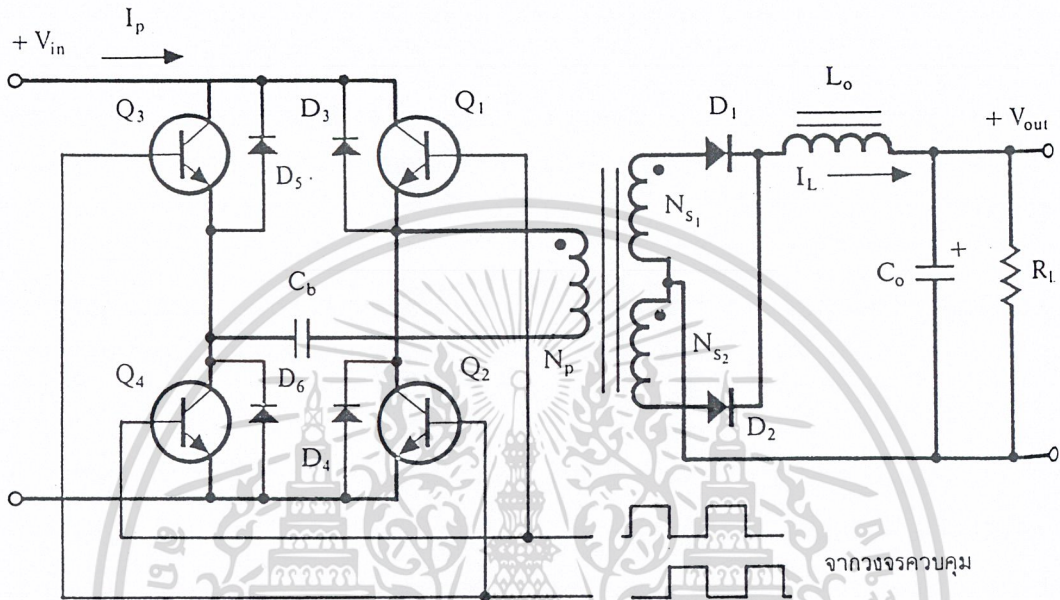 I_p
+ V_in
Q_3
D_3
Q_1
D_5
D_1
L_o
+ V_out
I_L
N_s1
C_b
C_o
+
R_L
N_p
N_s2
Q_4
D_6
Q_2
D_4
D_2
จากวงจรควบคุม